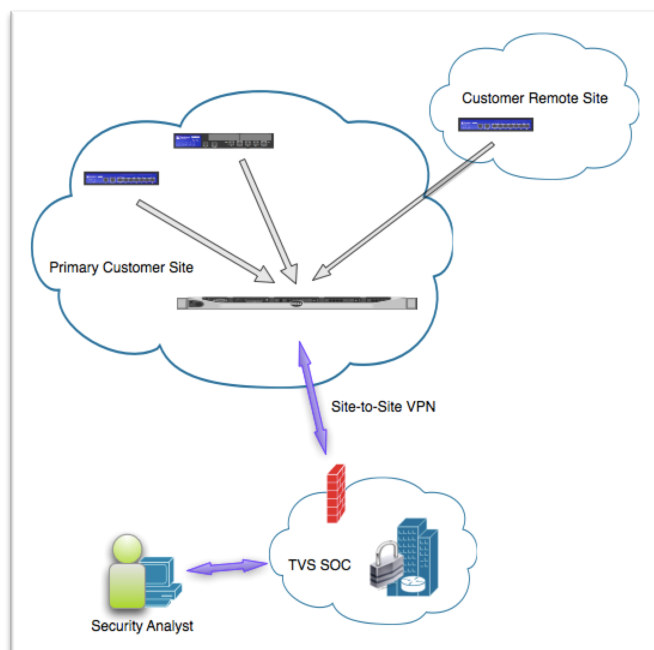 Customer Remote Site
Primary Customer Site
Site-to-Site VPN
TVS SOC
Security Analyst